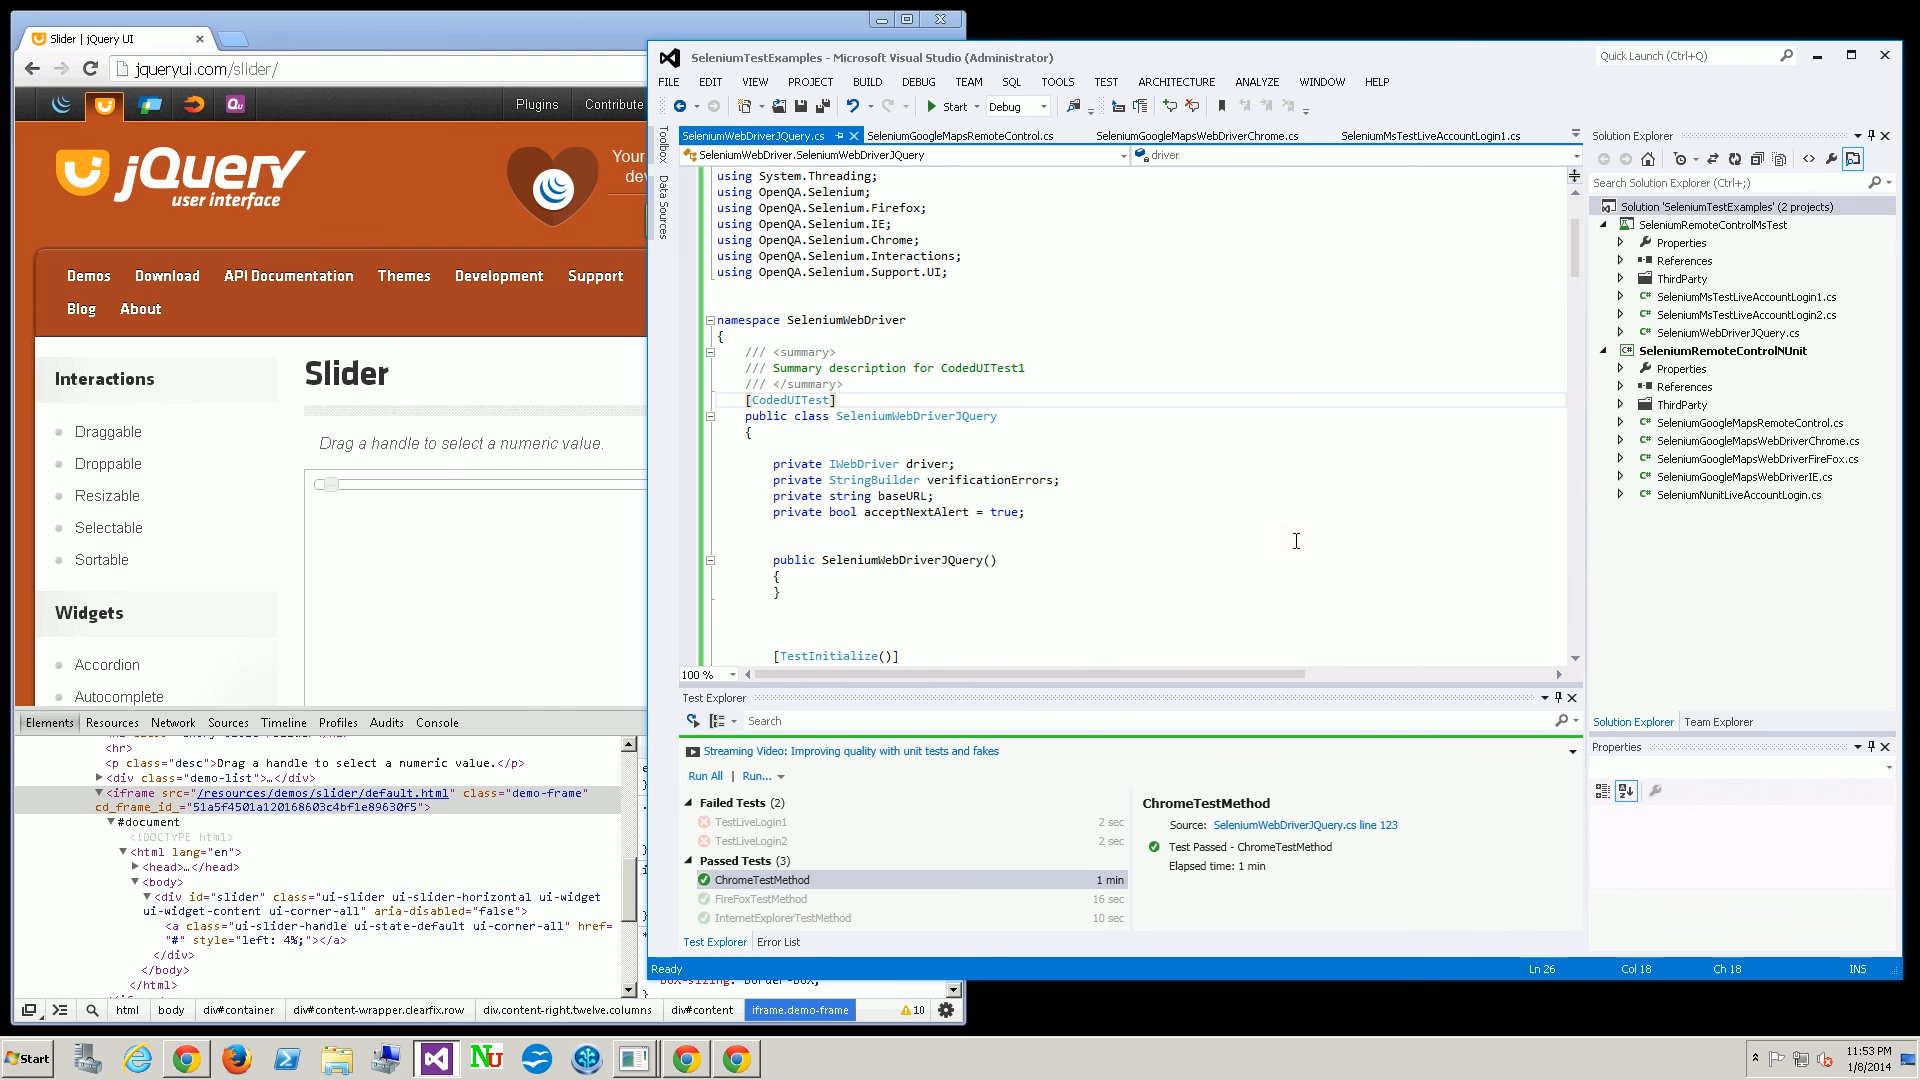 Slider | jQuery UI
jqueryui.com/slider/
Plugins
Contribute
jQuery
user interface
Your
de
Demos
Download
API Documentation
Themes
Development
Support
Blog
About
Interactions
Draggable
Droppable
Resizable
Selectable
Sortable
Widgets
Accordion
Autocomplete
Slider
Drag a handle to select a numeric value.
Elements Resources Network Sources Timeline Profiles Audits Console
<hr>
<p class="desc">Drag a handle to select a numeric value.</p>
<div class="demo-list">…</div>
<iframe src="/resources/demos/slider/default.html" class="demo-frame"
cd_frame_id_="51a5f4501a120168603c4bf1e89630f5">
#document
<!DOCTYPE html>
<html lang="en">
<head>…</head>
<body>
<div id="slider" class="ui-slider ui-slider-horizontal ui-widget
ui-widget-content ui-corner-all" aria-disabled="false">
<a class="ui-slider-handle ui-state-default ui-corner-all" href=
"#" style="left: 4%;"></a>
</div>
</body>
</html>
box-sizing: border-box;
html body div#container div#content-wrapper.clearfix.row div.content-right.twelve.columns div#content iframe.demo-frame
10
SeleniumTestExamples - Microsoft Visual Studio (Administrator)
Quick Launch (Ctrl+Q)
FILE EDIT VIEW PROJECT BUILD DEBUG TEAM SQL TOOLS TEST ARCHITECTURE ANALYZE WINDOW HELP
Start
Debug
Toolbox
Data Sources
SeleniumWebDriverJQuery.cs
SeleniumGoogleMapsRemoteControl.cs
SeleniumGoogleMapsWebDriverChrome.cs
SeleniumMsTestLiveAccountLogin1.cs
SeleniumWebDriver.SeleniumWebDriverJQuery
driver
using System.Threading;
using OpenQA.Selenium;
using OpenQA.Selenium.Firefox;
using OpenQA.Selenium.IE;
using OpenQA.Selenium.Chrome;
using OpenQA.Selenium.Interactions;
using OpenQA.Selenium.Support.UI;
namespace SeleniumWebDriver
{
/// <summary>
/// Summary description for CodedUITest1
/// </summary>
[CodedUITest]
public class SeleniumWebDriverJQuery
{
private IWebDriver driver;
private StringBuilder verificationErrors;
private string baseURL;
private bool acceptNextAlert = true;
public SeleniumWebDriverJQuery()
{
}
[TestInitialize()]
100 %
Test Explorer
Search
Streaming Video: Improving quality with unit tests and fakes
Run All | Run...
Failed Tests (2)
TestLiveLogin1 2 sec
TestLiveLogin2 2 sec
Passed Tests (3)
ChromeTestMethod 1 min
FireFoxTestMethod 16 sec
InternetExplorerTestMethod 10 sec
ChromeTestMethod
Source: SeleniumWebDriverJQuery.cs line 123
Test Passed - ChromeTestMethod
Elapsed time: 1 min
Test Explorer
Error List
Ready
Ln 26
Col 18
Ch 18
INS
Solution Explorer
Search Solution Explorer (Ctrl+;)
Solution 'SeleniumTestExamples' (2 projects)
SeleniumRemoteControlMsTest
Properties
References
ThirdParty
SeleniumMsTestLiveAccountLogin1.cs
SeleniumMsTestLiveAccountLogin2.cs
SeleniumWebDriverJQuery.cs
SeleniumRemoteControlNUnit
Properties
References
ThirdParty
SeleniumGoogleMapsRemoteControl.cs
SeleniumGoogleMapsWebDriverChrome.cs
SeleniumGoogleMapsWebDriverFireFox.cs
SeleniumGoogleMapsWebDriverIE.cs
SeleniumNunitLiveAccountLogin.cs
Solution Explorer
Team Explorer
Properties
Start
11:53 PM
1/8/2014